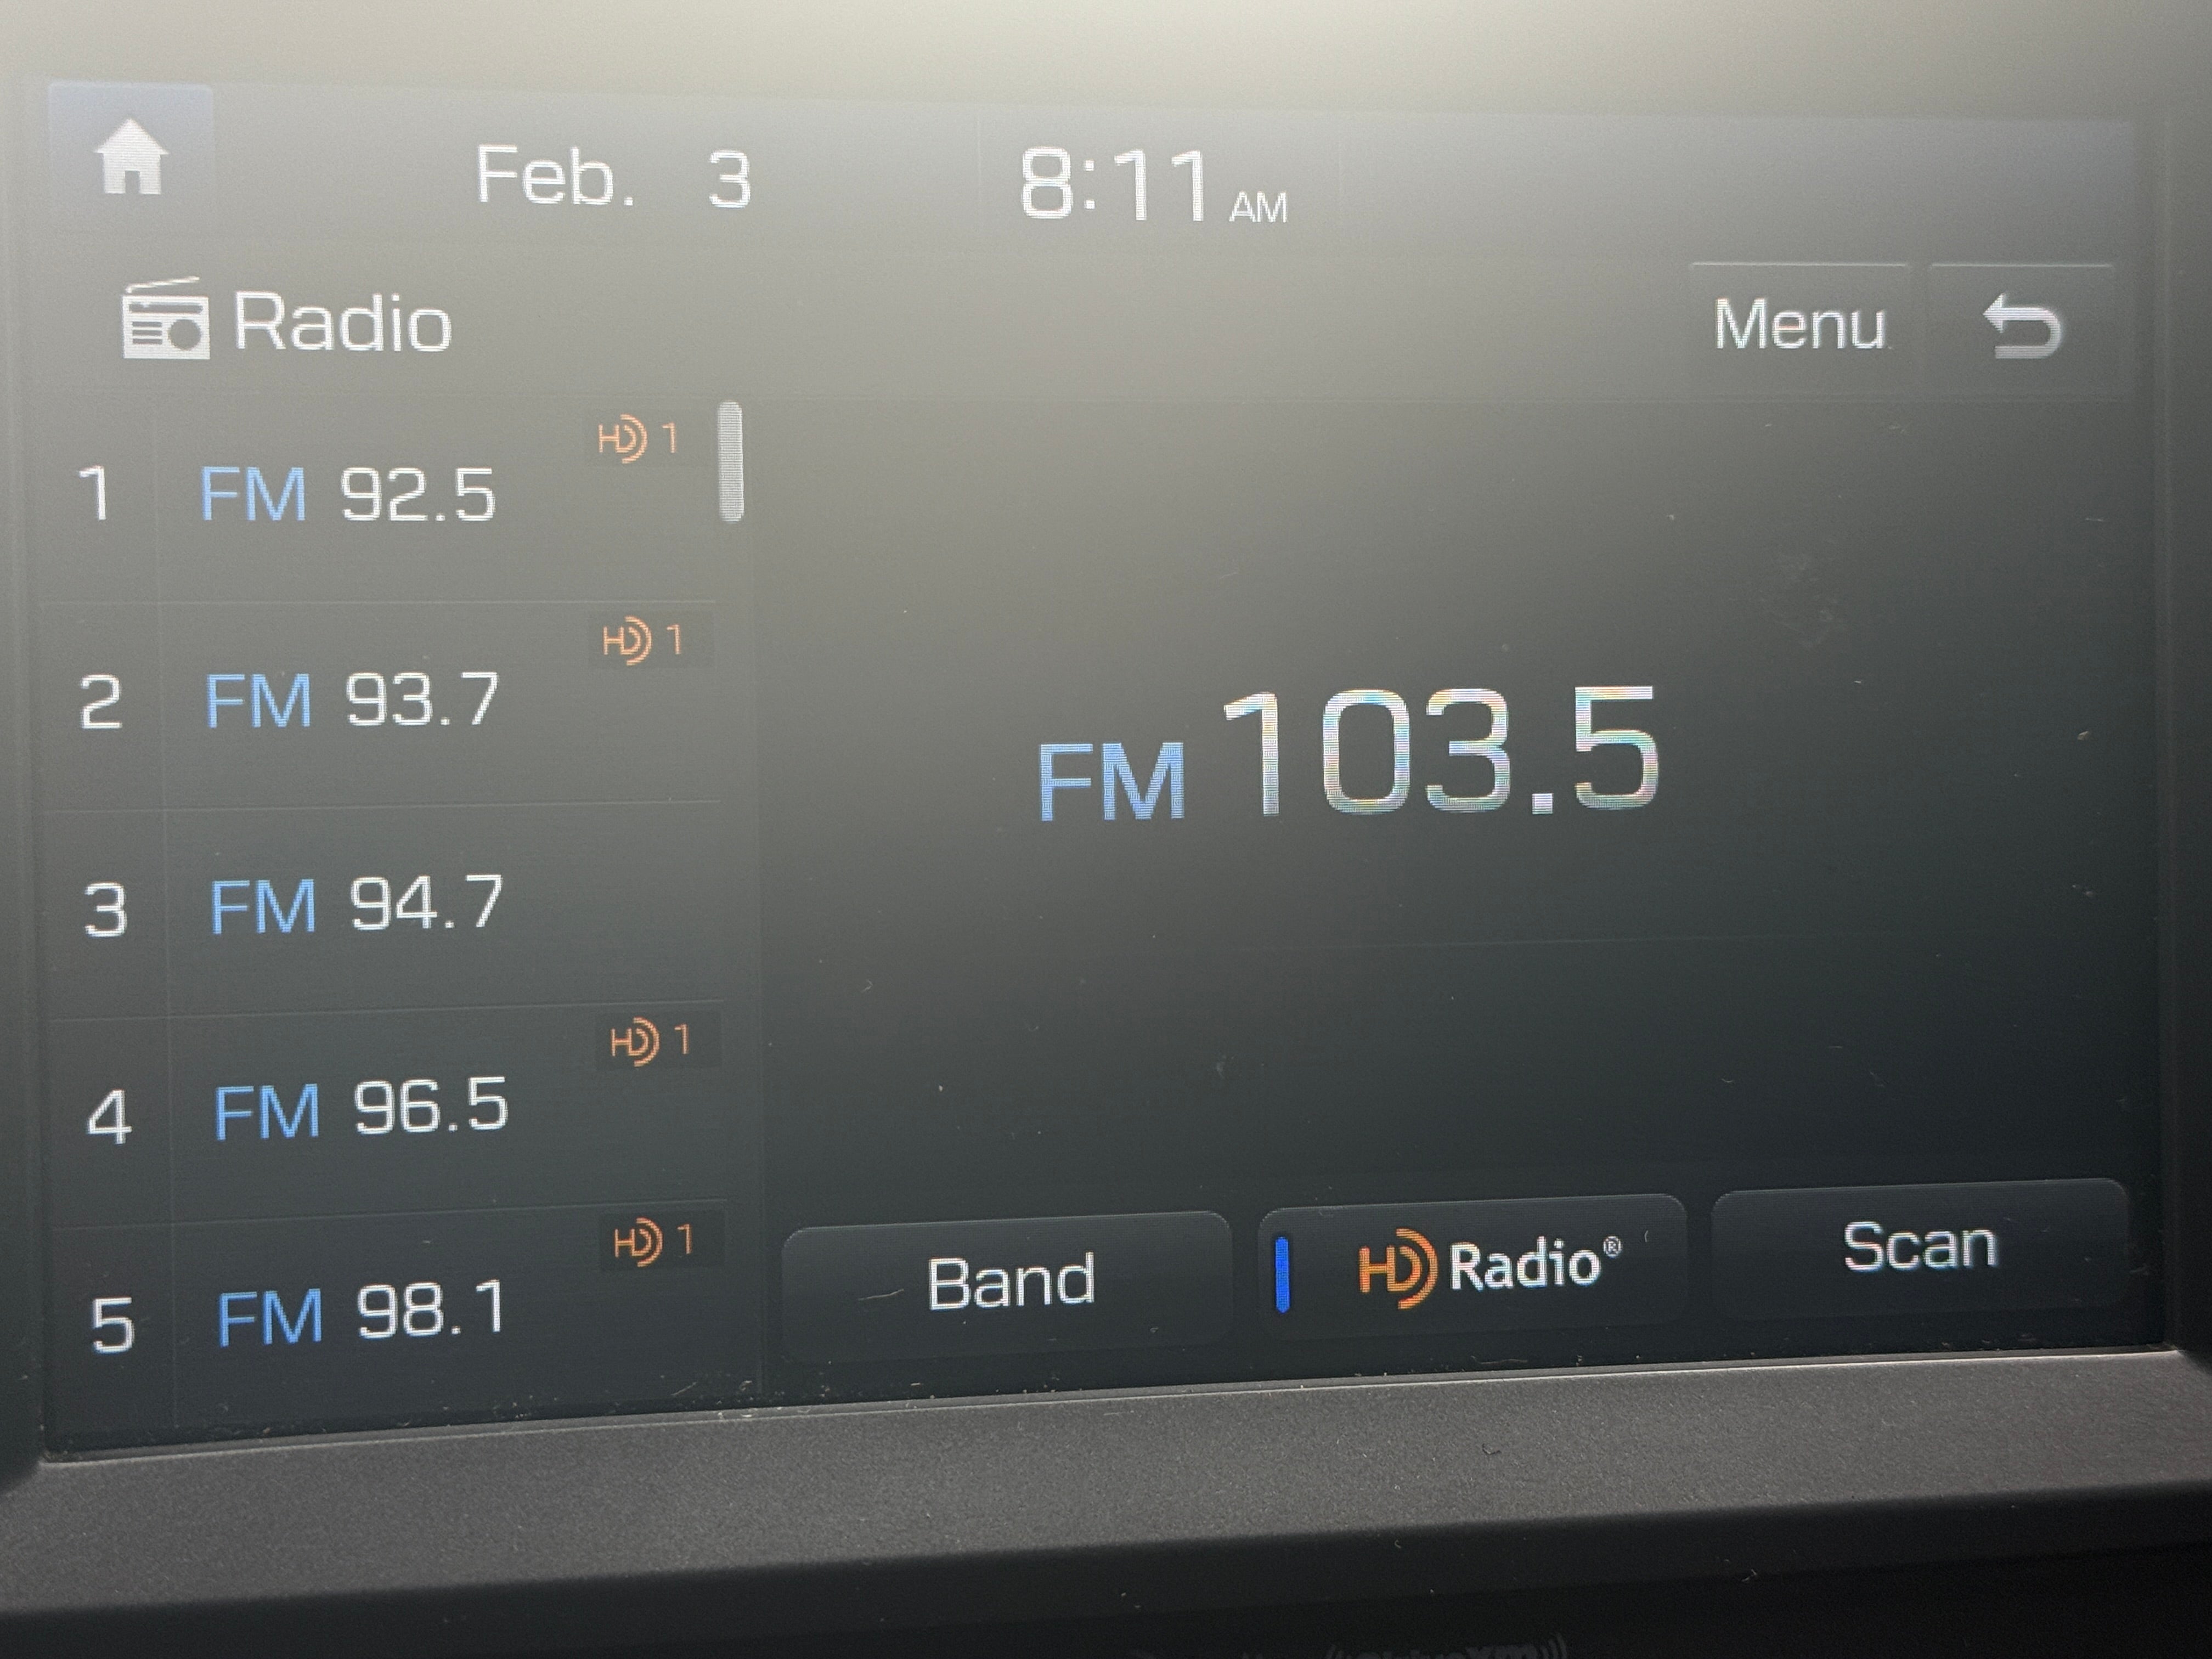 Feb. 3 8:11 AM
Radio Menu
HD 1
1 FM 92.5
HD 1
2 FM 93.7
3 FM 94.7
HD 1
4 FM 96.5
HD 1
5 FM 98.1
FM 103.5
Band HD Radio® Scan